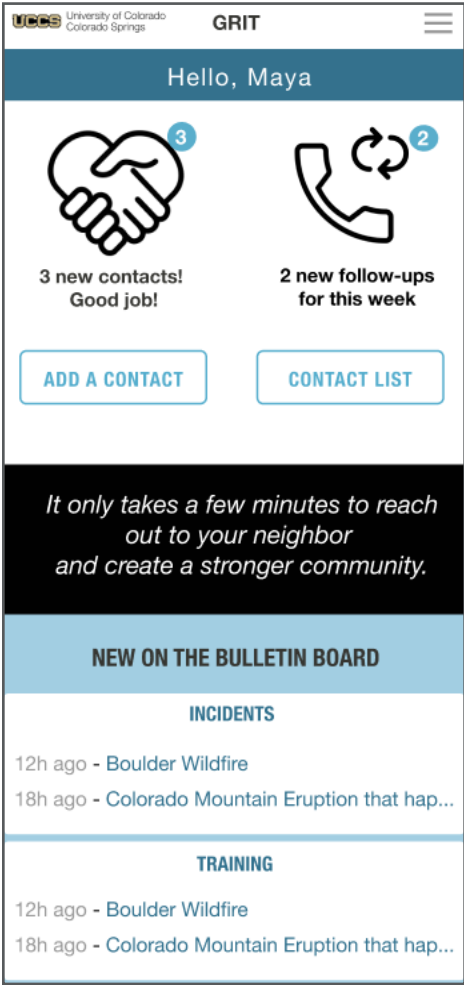 UCCS University of Colorado
Colorado Springs
GRIT
Hello, Maya
3
2
3 new contacts!
Good job!
2 new follow-ups
for this week
ADD A CONTACT
CONTACT LIST
It only takes a few minutes to reach
out to your neighbor
and create a stronger community.
NEW ON THE BULLETIN BOARD
INCIDENTS
12h ago - Boulder Wildfire
18h ago - Colorado Mountain Eruption that hap...
TRAINING
12h ago - Boulder Wildfire
18h ago - Colorado Mountain Eruption that hap...